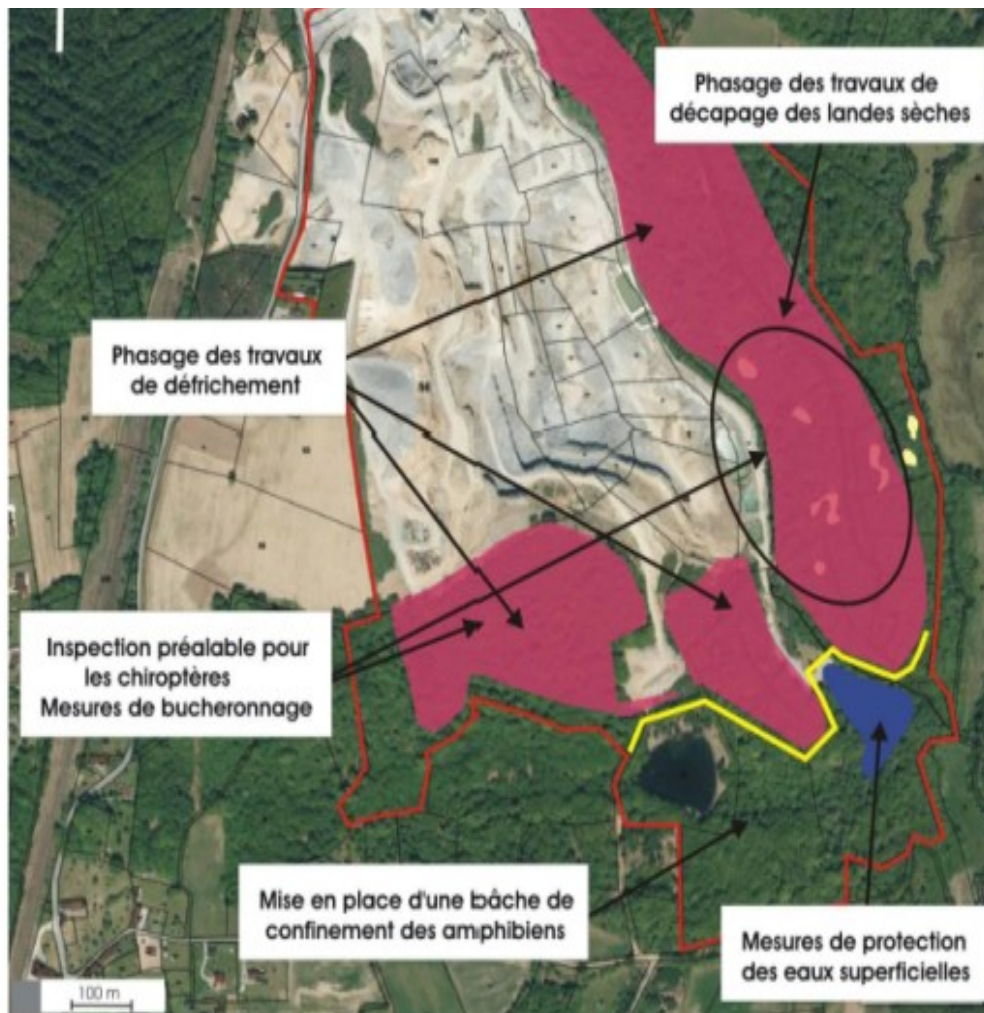 Phasage des travaux de
décapage des landes sèches
Phasage des travaux
de défrichement
Inspection préalable pour
les chiroptères
Mesures de bucheronnage
Mise en place d'une bâche de
confinement des amphibiens
Mesures de protection
des eaux superficielles
100 m